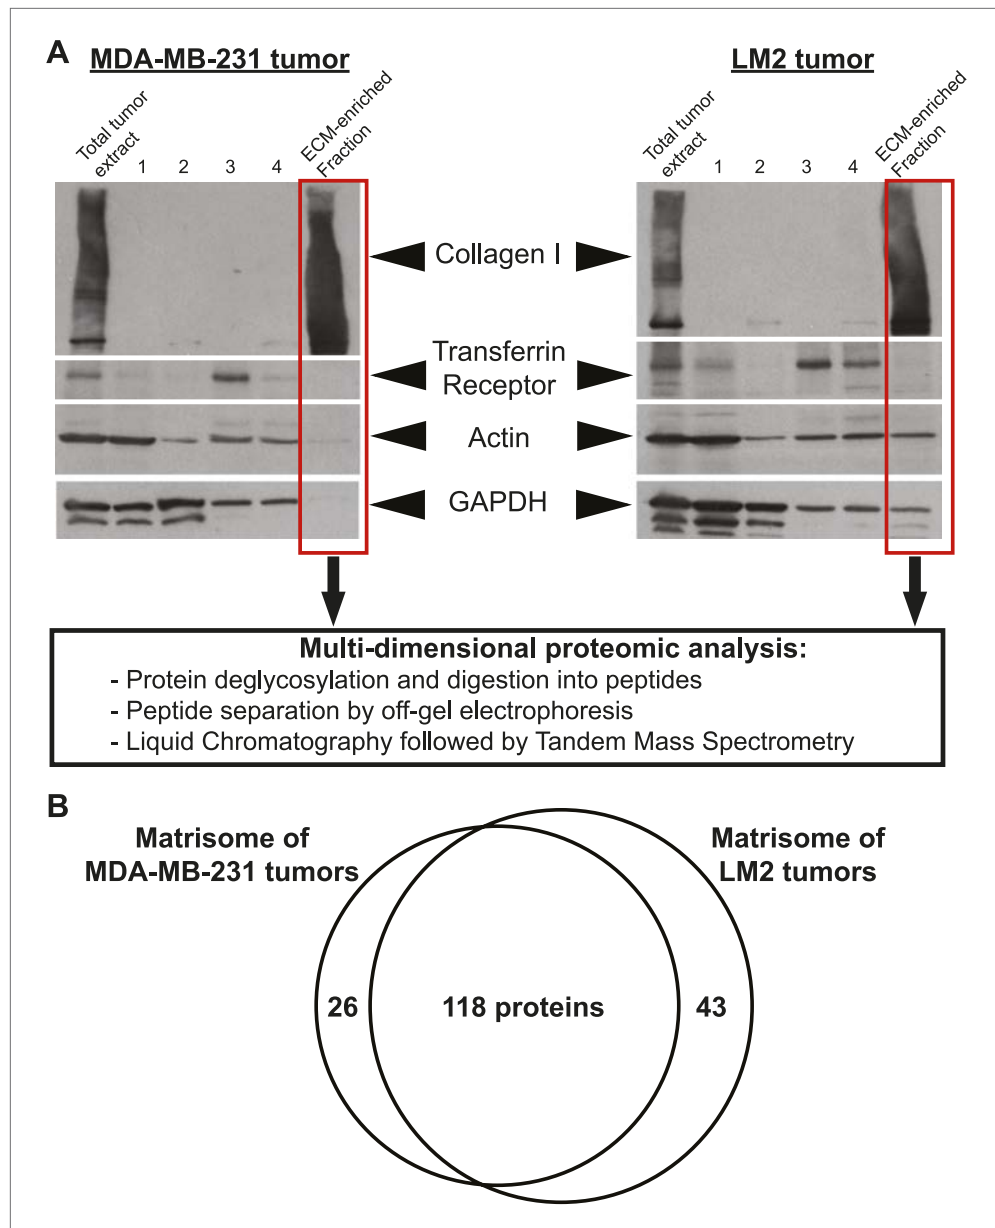 A
MDA-MB-231 tumor
LM2 tumor
Total tumor
extract
1
2
3
4
ECM-enriched
Fraction
Total tumor
extract
1
2
3
4
ECM-enriched
Fraction
Collagen I
Transferrin
Receptor
Actin
GAPDH
Multi-dimensional proteomic analysis:
- Protein deglycosylation and digestion into peptides
- Peptide separation by off-gel electrophoresis
- Liquid Chromatography followed by Tandem Mass Spectrometry
B
Matrisome of
MDA-MB-231 tumors
Matrisome of
LM2 tumors
26
118 proteins
43